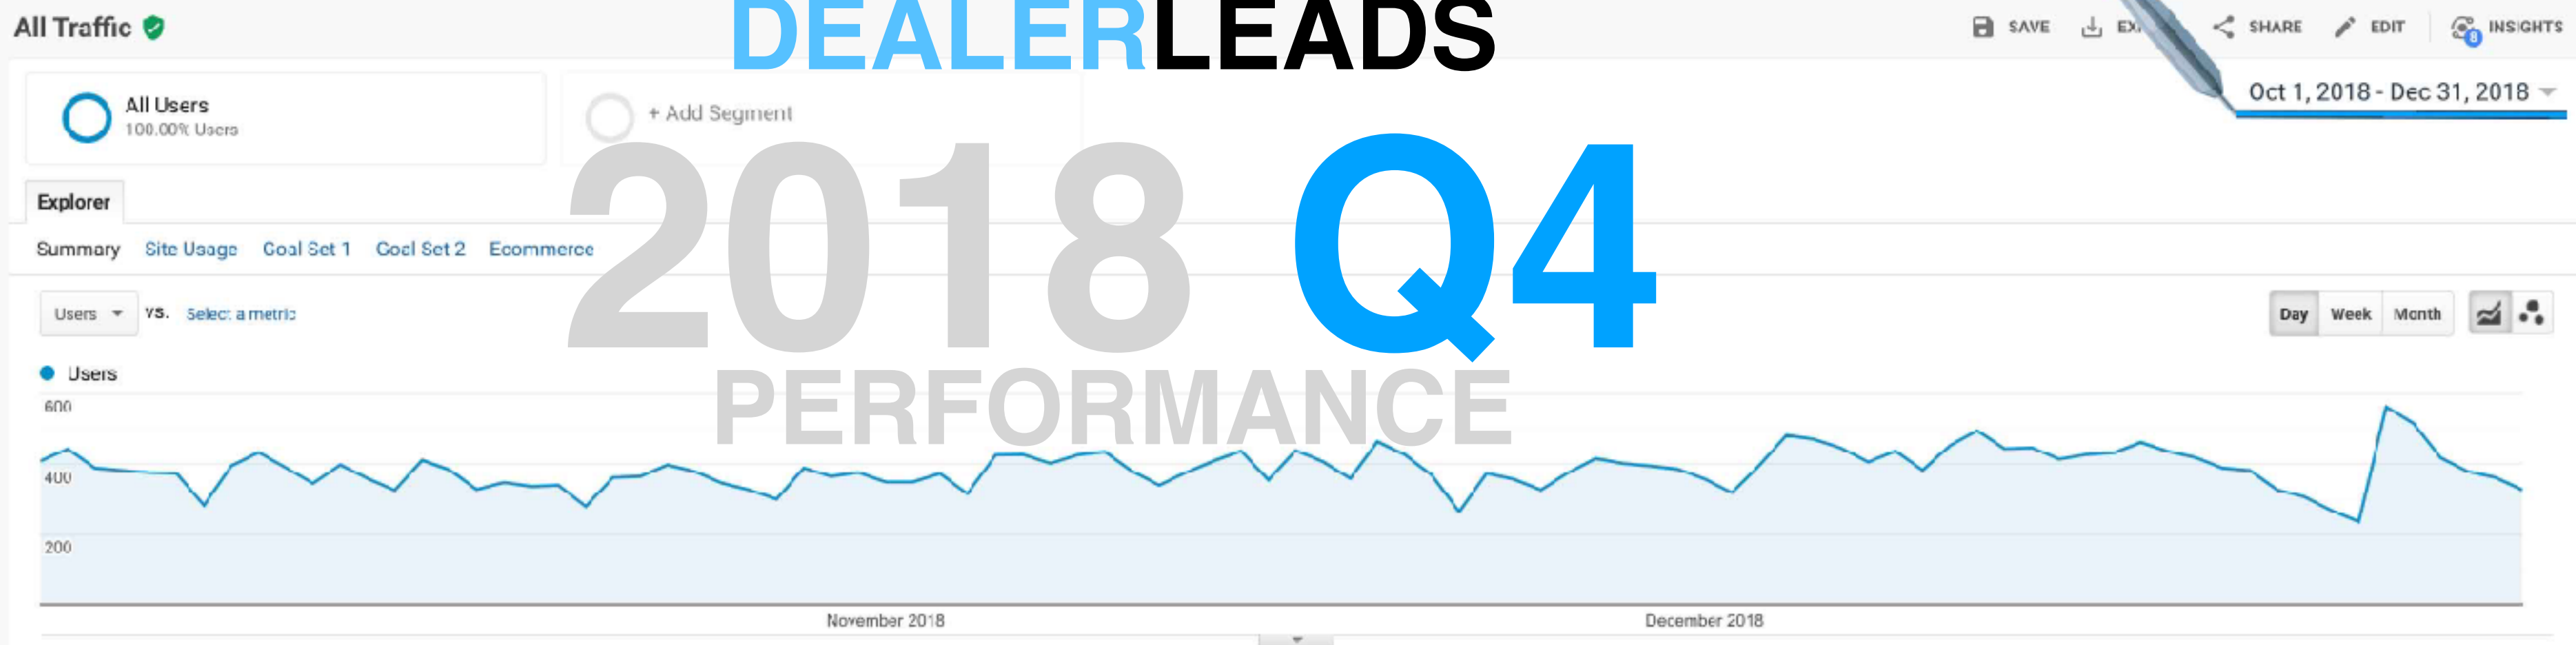 All Traffic
DEALERLEADS
SAVE
SHARE
EDIT
INSIGHTS
8
All Users
100.00% Users
+ Add Segment
Oct 1, 2018 - Dec 31, 2018
2018 Q4
Explorer
Summary Site Usage Goal Set 1 Goal Set 2 Ecommerce
Users VS. Select a metric
Day Week Month
Users
PERFORMANCE
600
400
200
November 2018 December 2018